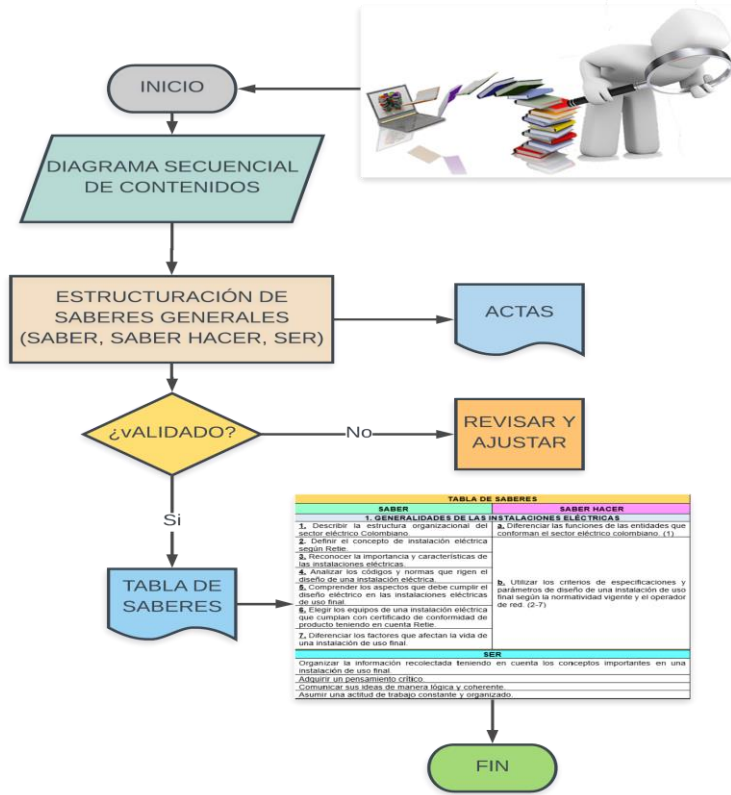 INICIO
DIAGRAMA SECUENCIAL
DE CONTENIDOS
ESTRUCTURACIÓN DE
SABERES GENERALES
(SABER, SABER HACER, SER)
ACTAS
¿vALIDADO?
No
REVISAR Y
AJUSTAR
Si
TABLA DE
SABERES
TABLA DE SABERES
SABER
SABER HACER
1. GENERALIDADES DE LAS INSTALACIONES ELÉCTRICAS
1. Describir la estructura organizacional del
sector eléctrico Colombiano.
a. Diferenciar las funciones de las entidades que
conforman el sector eléctrico colombiano. (1)
2. Definir el concepto de instalación eléctrica
según Retie.
3. Reconocer la importancia y características de
las instalaciones eléctricas.
4. Analizar los códigos y normas que rigen el
diseño de una instalación eléctrica.
5. Comprender los aspectos que debe cumplir el
diseño eléctrico en las instalaciones eléctricas
de uso final.
6. Elegir los equipos de una instalación eléctrica
que cumplan con certificado de conformidad de
producto teniendo en cuenta Retie.
7. Diferenciar los factores que afectan la vida de
una instalación de uso final.
b. Utilizar los criterios de especificaciones y
parámetros de diseño de una instalación de uso
final según la normatividad vigente y el operador
de red. (2-7)
SER
Organizar la información recolectada teniendo en cuenta los conceptos importantes en una
instalación de uso final.
Adquirir un pensamiento crítico.
Comunicar sus ideas de manera lógica y coherente.
Asumir una actitud de trabajo constante y organizado.
FIN